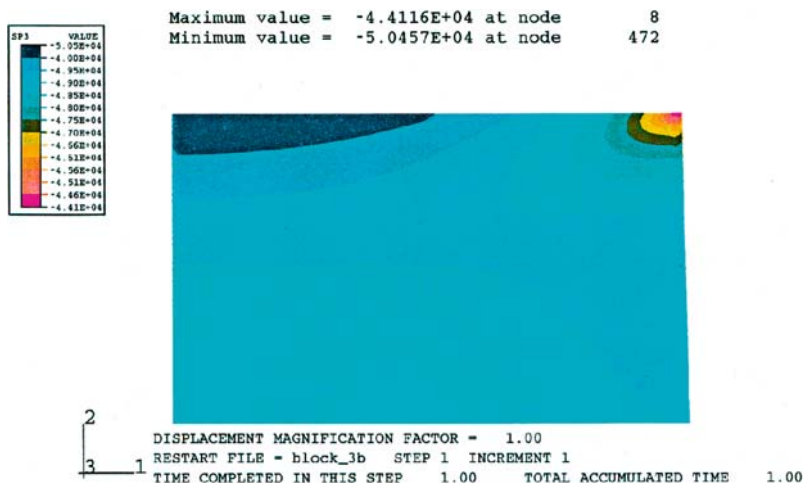 Maximum value = -4.4116E+04 at node 8
Minimum value = -5.0457E+04 at node 472
SP3 VALUE
-5.05E+04
-4.00E+04
-4.95E+04
-4.90E+04
-4.85E+04
-4.80E+04
-4.75E+04
-4.70E+04
-4.66E+04
-4.51E+04
-4.56E+04
-4.51E+04
-4.46E+04
-4.41E+04
2
3 1
DISPLACEMENT MAGNIFICATION FACTOR = 1.00
RESTART FILE = block_3b STEP 1 INCREMENT 1
TIME COMPLETED IN THIS STEP 1.00 TOTAL ACCUMULATED TIME 1.00